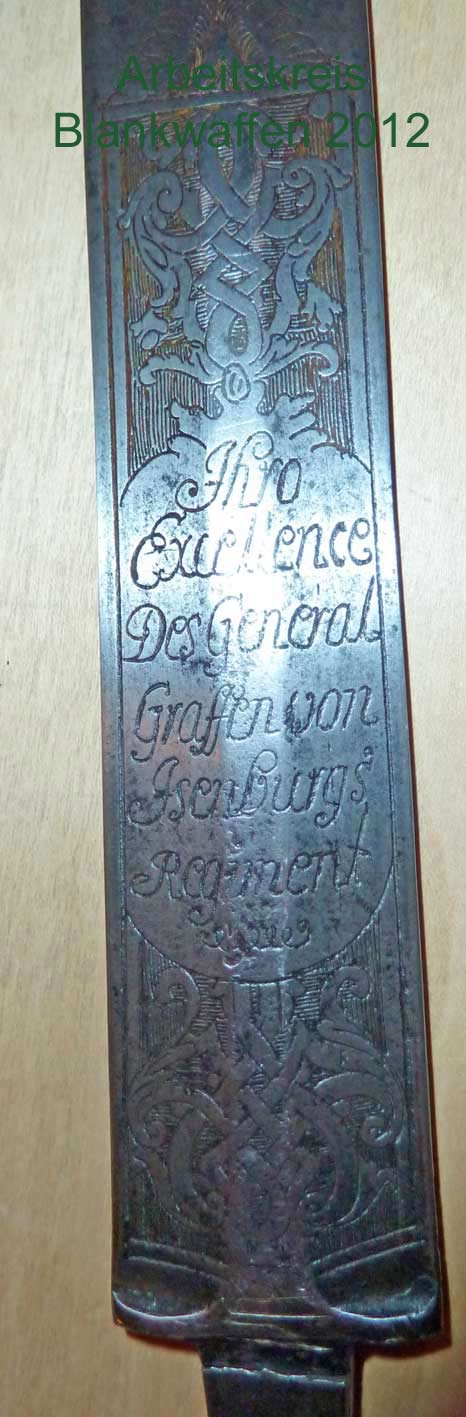 Arbeitskreis
Blankwaffen 2012
Ihro
Excellence
Des General
Graffen von
Isenburgs
Regiment